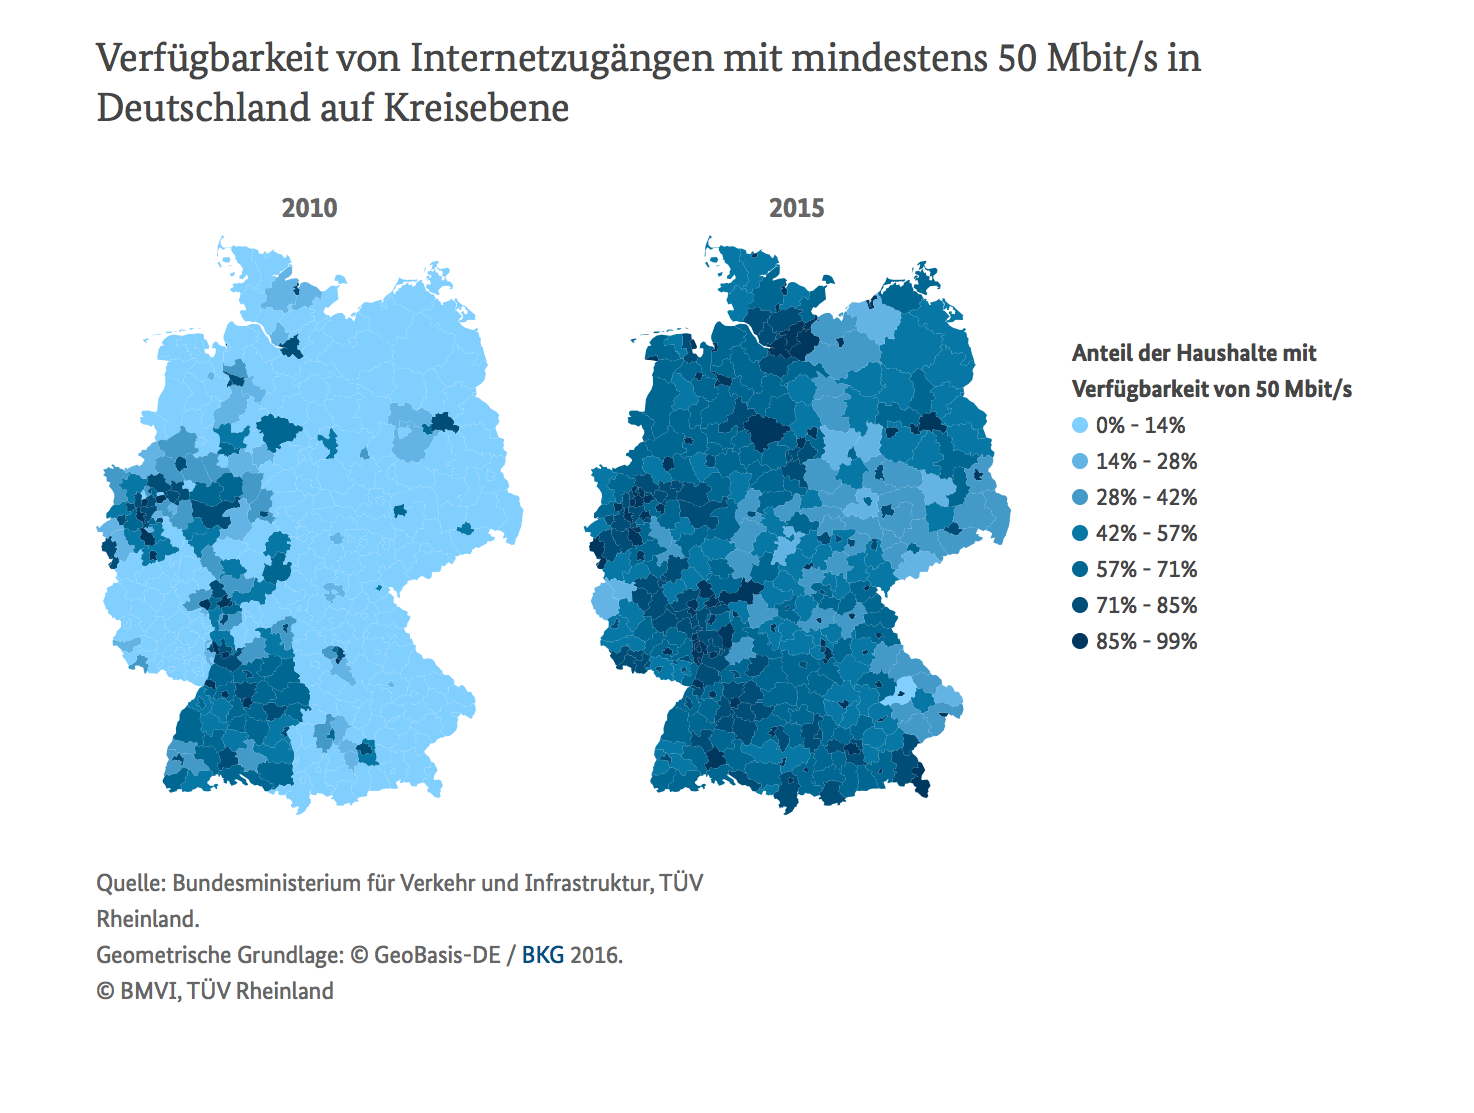 Verfügbarkeit von Internetzugängen mit mindestens 50 Mbit/s in
Deutschland auf Kreisebene
2010
2015
Anteil der Haushalte mit
Verfügbarkeit von 50 Mbit/s
0% - 14%
14% - 28%
28% - 42%
42% - 57%
57% - 71%
71% - 85%
85% - 99%
Quelle: Bundesministerium für Verkehr und Infrastruktur, TÜV
Rheinland.
Geometrische Grundlage: © GeoBasis-DE / BKG 2016.
© BMVI, TÜV Rheinland